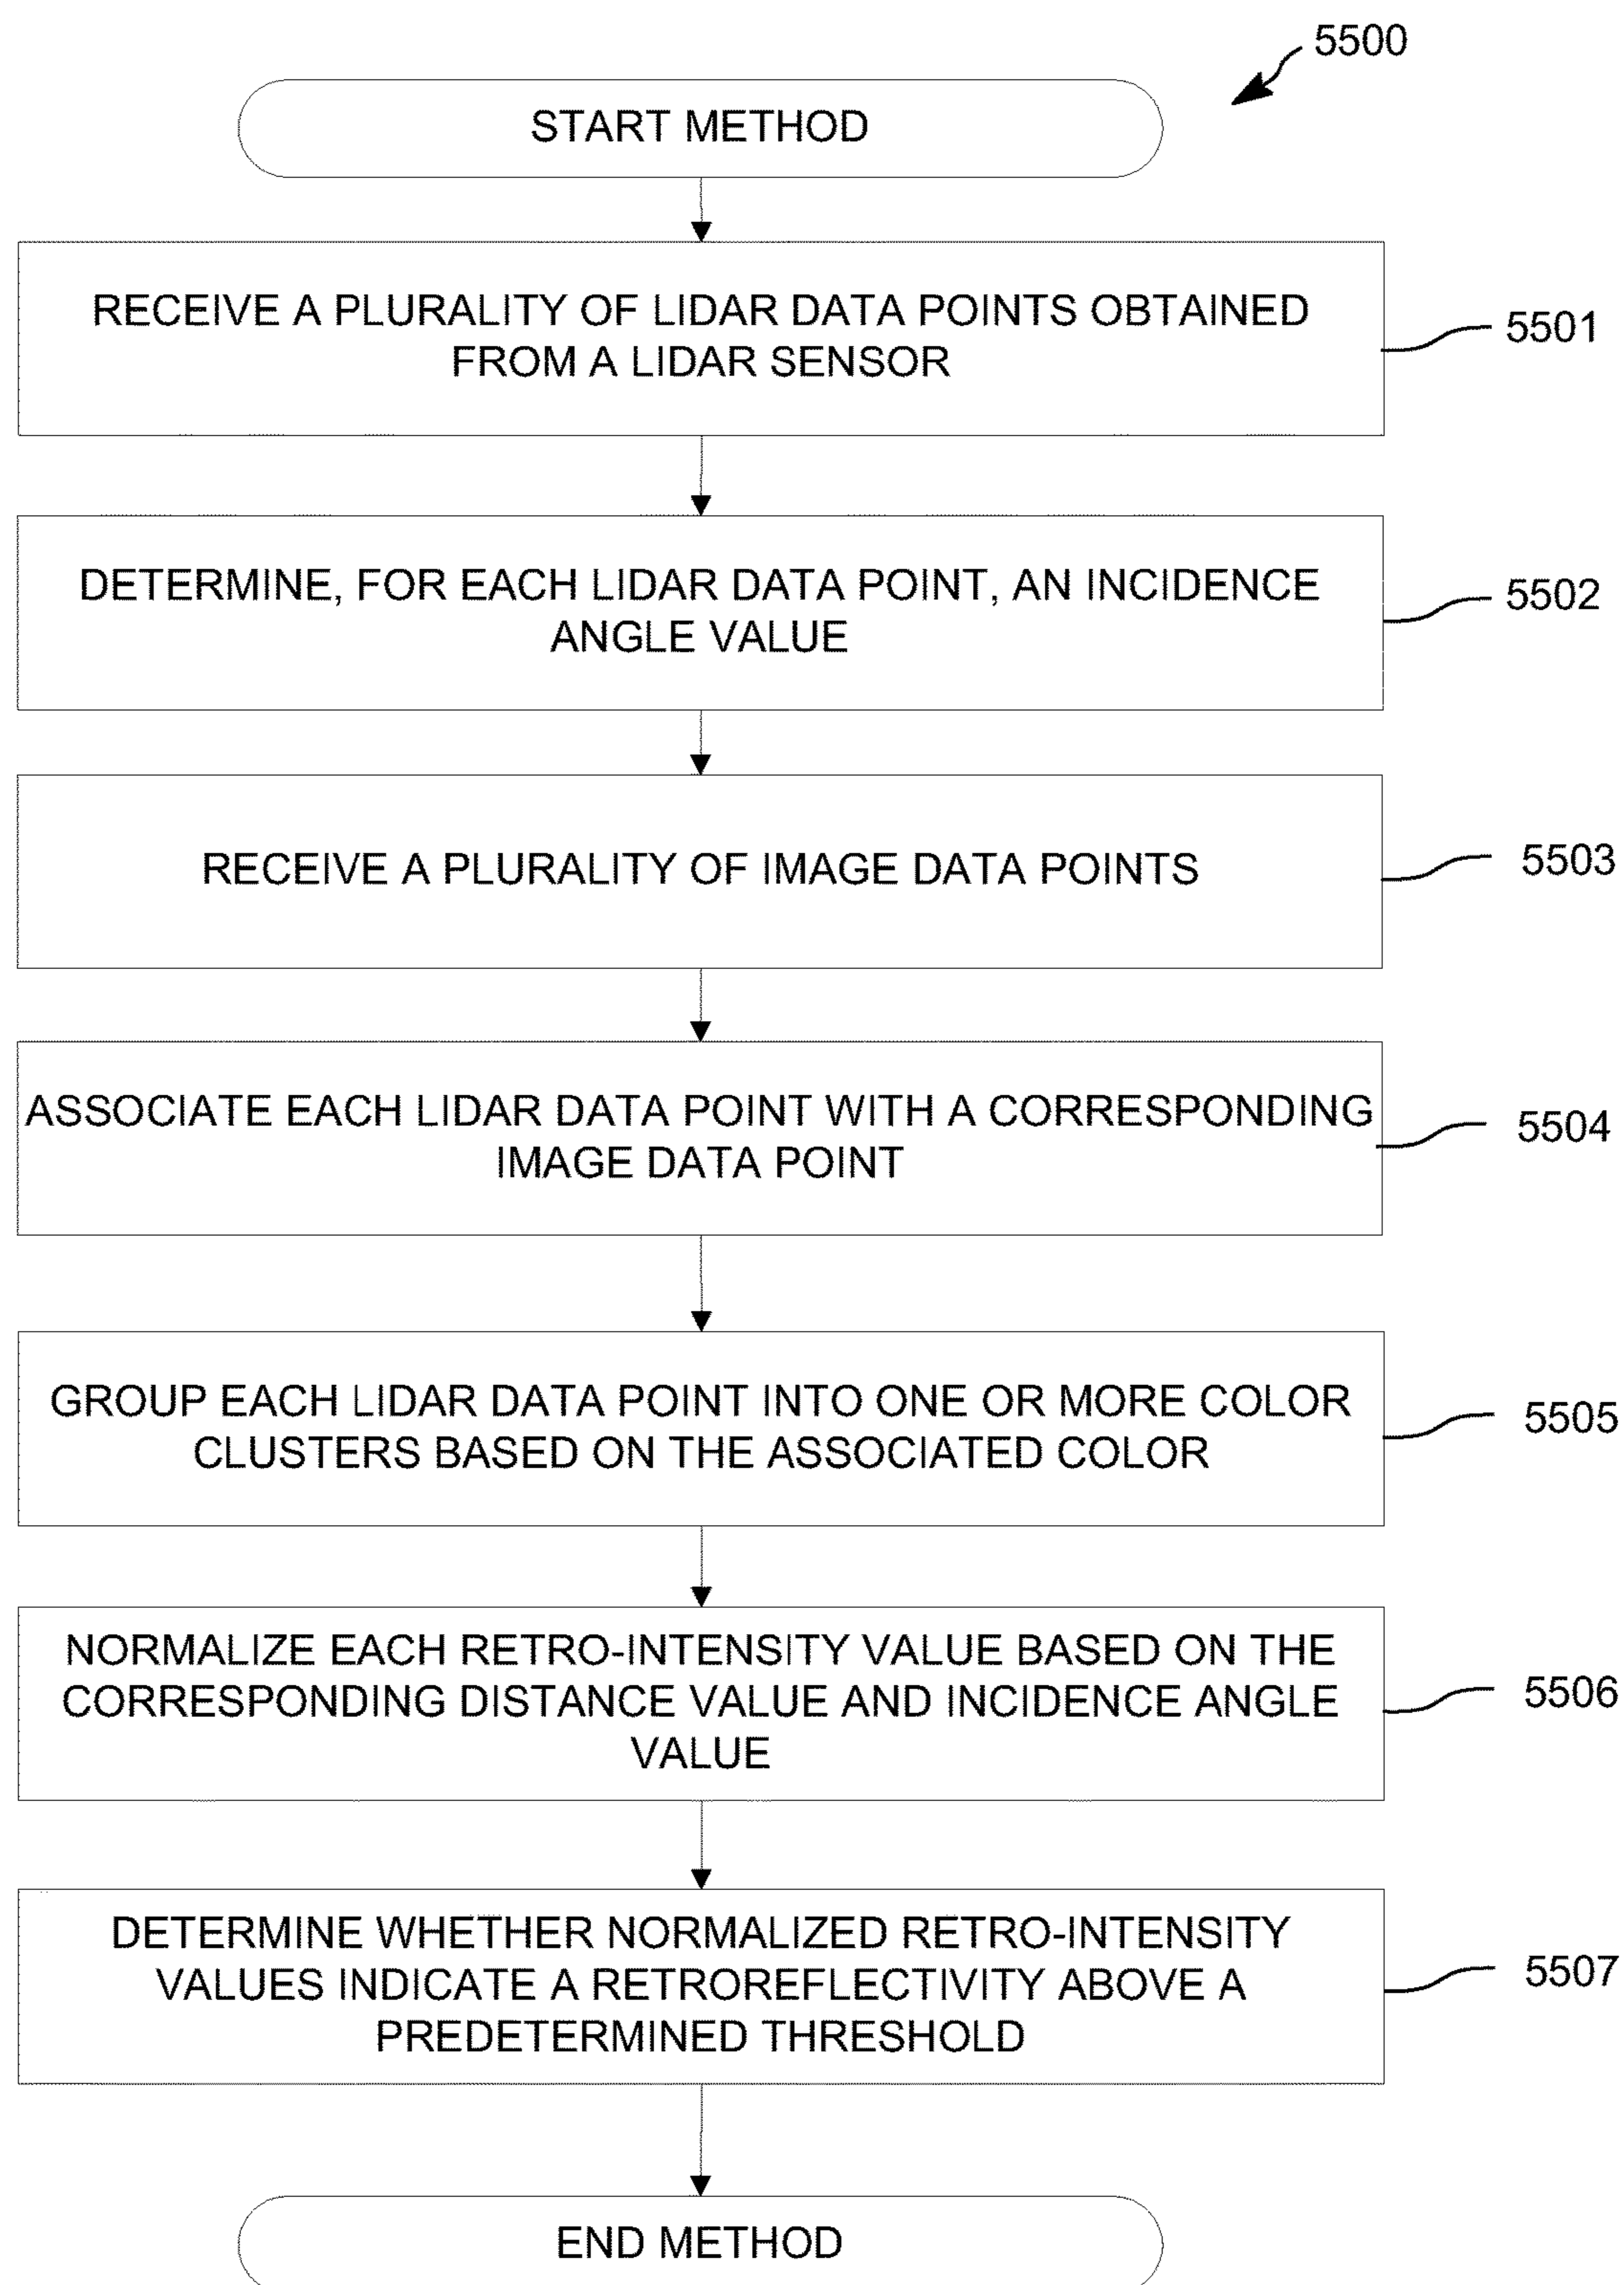 5500
START METHOD
RECEIVE A PLURALITY OF LIDAR DATA POINTS OBTAINED
FROM A LIDAR SENSOR
5501
DETERMINE, FOR EACH LIDAR DATA POINT, AN INCIDENCE
ANGLE VALUE
5502
RECEIVE A PLURALITY OF IMAGE DATA POINTS
5503
ASSOCIATE EACH LIDAR DATA POINT WITH A CORRESPONDING
IMAGE DATA POINT
5504
GROUP EACH LIDAR DATA POINT INTO ONE OR MORE COLOR
CLUSTERS BASED ON THE ASSOCIATED COLOR
5505
NORMALIZE EACH RETRO-INTENSITY VALUE BASED ON THE
CORRESPONDING DISTANCE VALUE AND INCIDENCE ANGLE
VALUE
5506
DETERMINE WHETHER NORMALIZED RETRO-INTENSITY
VALUES INDICATE A RETROREFLECTIVITY ABOVE A
PREDETERMINED THRESHOLD
5507
END METHOD